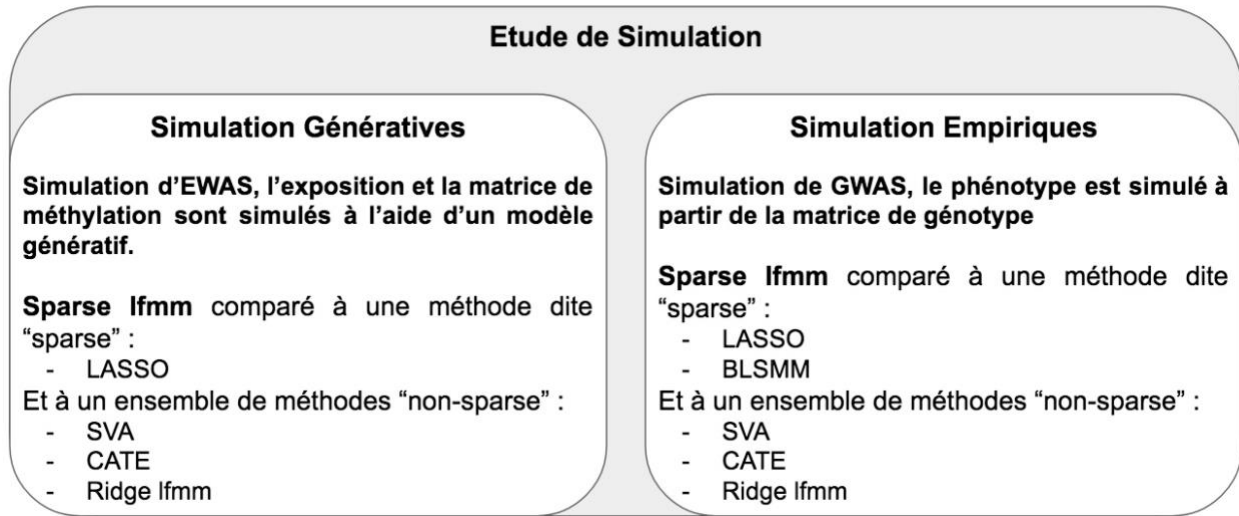 Etude de Simulation
Simulation Génératives
Simulation d’EWAS, l’exposition et la matrice de
méthylation sont simulés à l’aide d’un modèle
génératif.
Sparse lfmm comparé à une méthode dite
“sparse” :
- LASSO
Et à un ensemble de méthodes “non-sparse” :
- SVA
- CATE
- Ridge lfmm
Simulation Empiriques
Simulation de GWAS, le phénotype est simulé à
partir de la matrice de génotype
Sparse lfmm comparé à une méthode dite
“sparse” :
- LASSO
- BLSMM
Et à un ensemble de méthodes “non-sparse” :
- SVA
- CATE
- Ridge lfmm